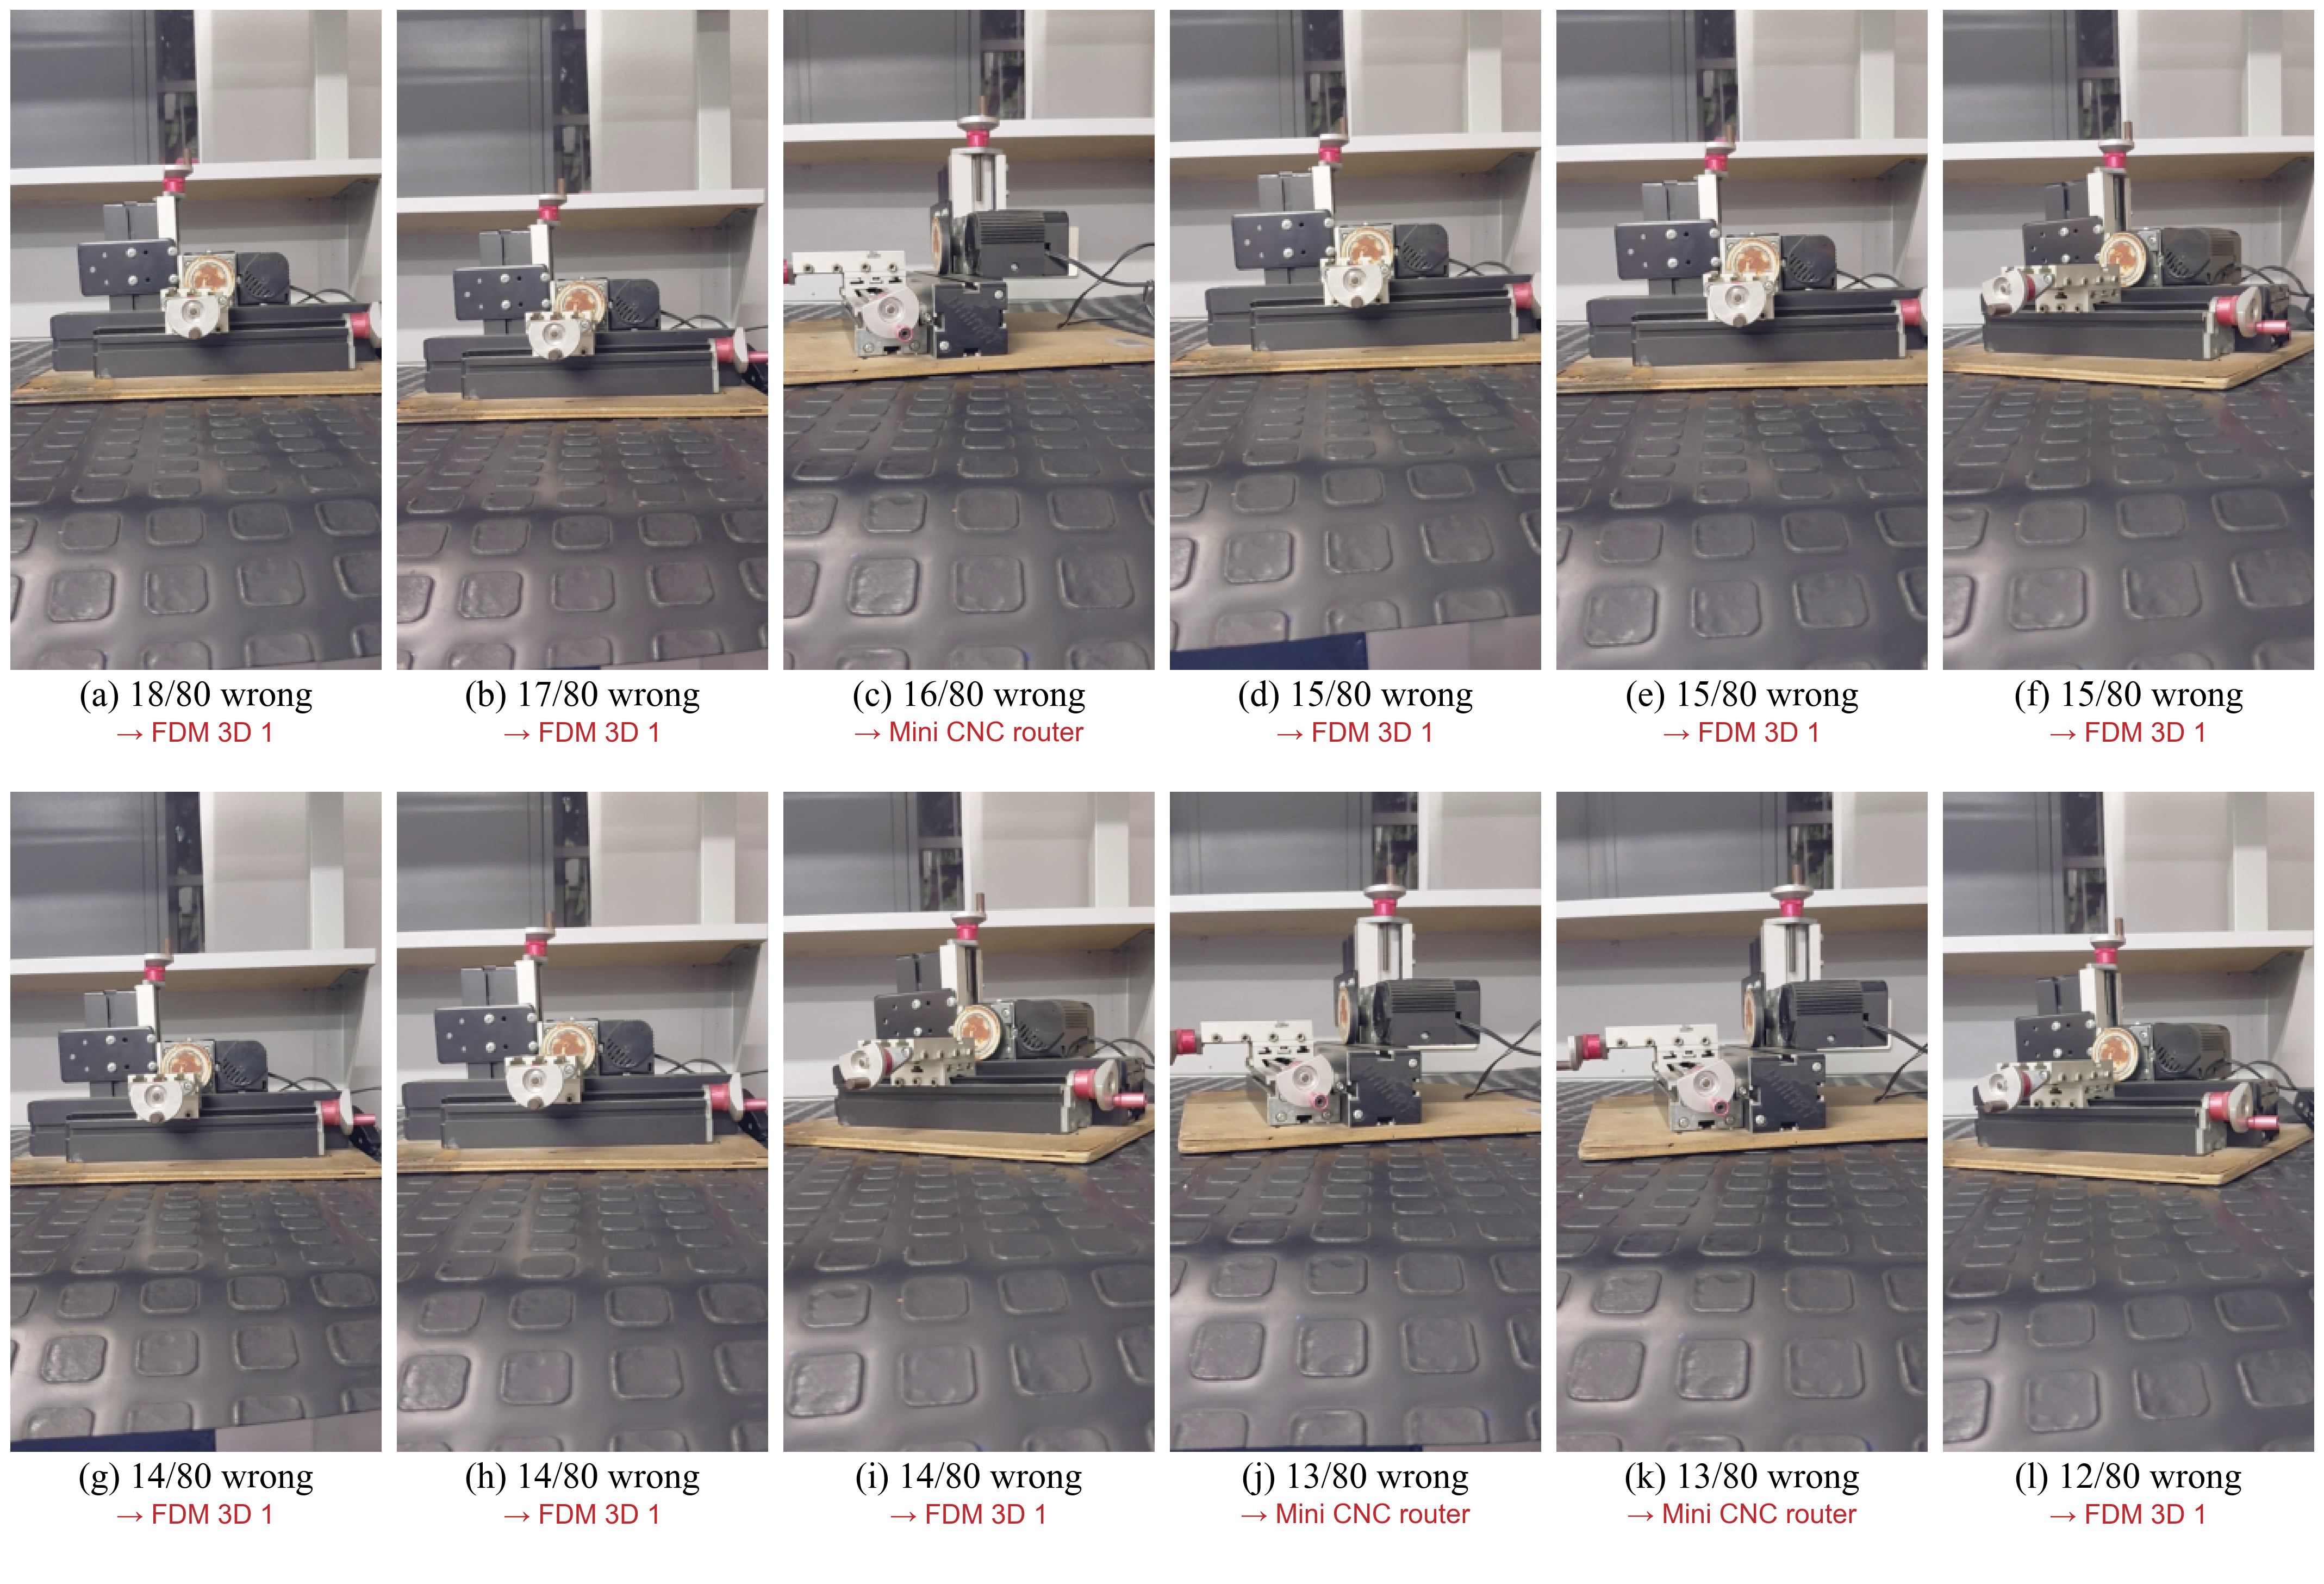 (a) 18/80 wrong
→ FDM 3D 1
(b) 17/80 wrong
→ FDM 3D 1
(c) 16/80 wrong
→ Mini CNC router
(d) 15/80 wrong
→ FDM 3D 1
(e) 15/80 wrong
→ FDM 3D 1
(f) 15/80 wrong
→ FDM 3D 1
(g) 14/80 wrong
→ FDM 3D 1
(h) 14/80 wrong
→ FDM 3D 1
(i) 14/80 wrong
→ FDM 3D 1
(j) 13/80 wrong
→ Mini CNC router
(k) 13/80 wrong
→ Mini CNC router
(l) 12/80 wrong
→ FDM 3D 1